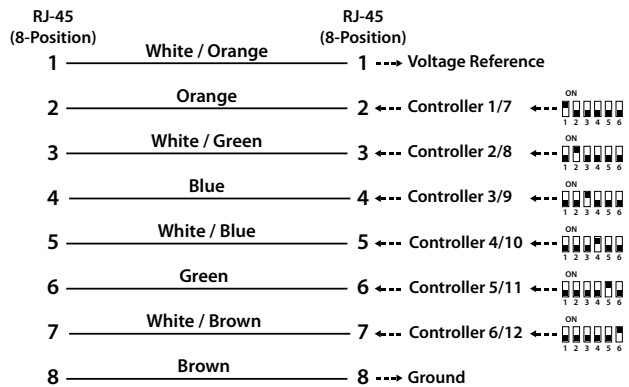 RJ-45 RJ-45
(8-Position) (8-Position)
White / Orange
1 1 Voltage Reference
Orange
ON
2 2 Controller 1/7
1 2 3 4 5 6
White / Green
ON
3 3 Controller 2/8
1 2 3 4 5 6
Blue
ON
4 4 Controller 3/9
1 2 3 4 5 6
White / Blue
ON
5 5 Controller 4/10
1 2 3 4 5 6
Green
ON
6 6 Controller 5/11
1 2 3 4 5 6
White / Brown
ON
7 7 Controller 6/12
1 2 3 4 5 6
Brown
8 8 Ground